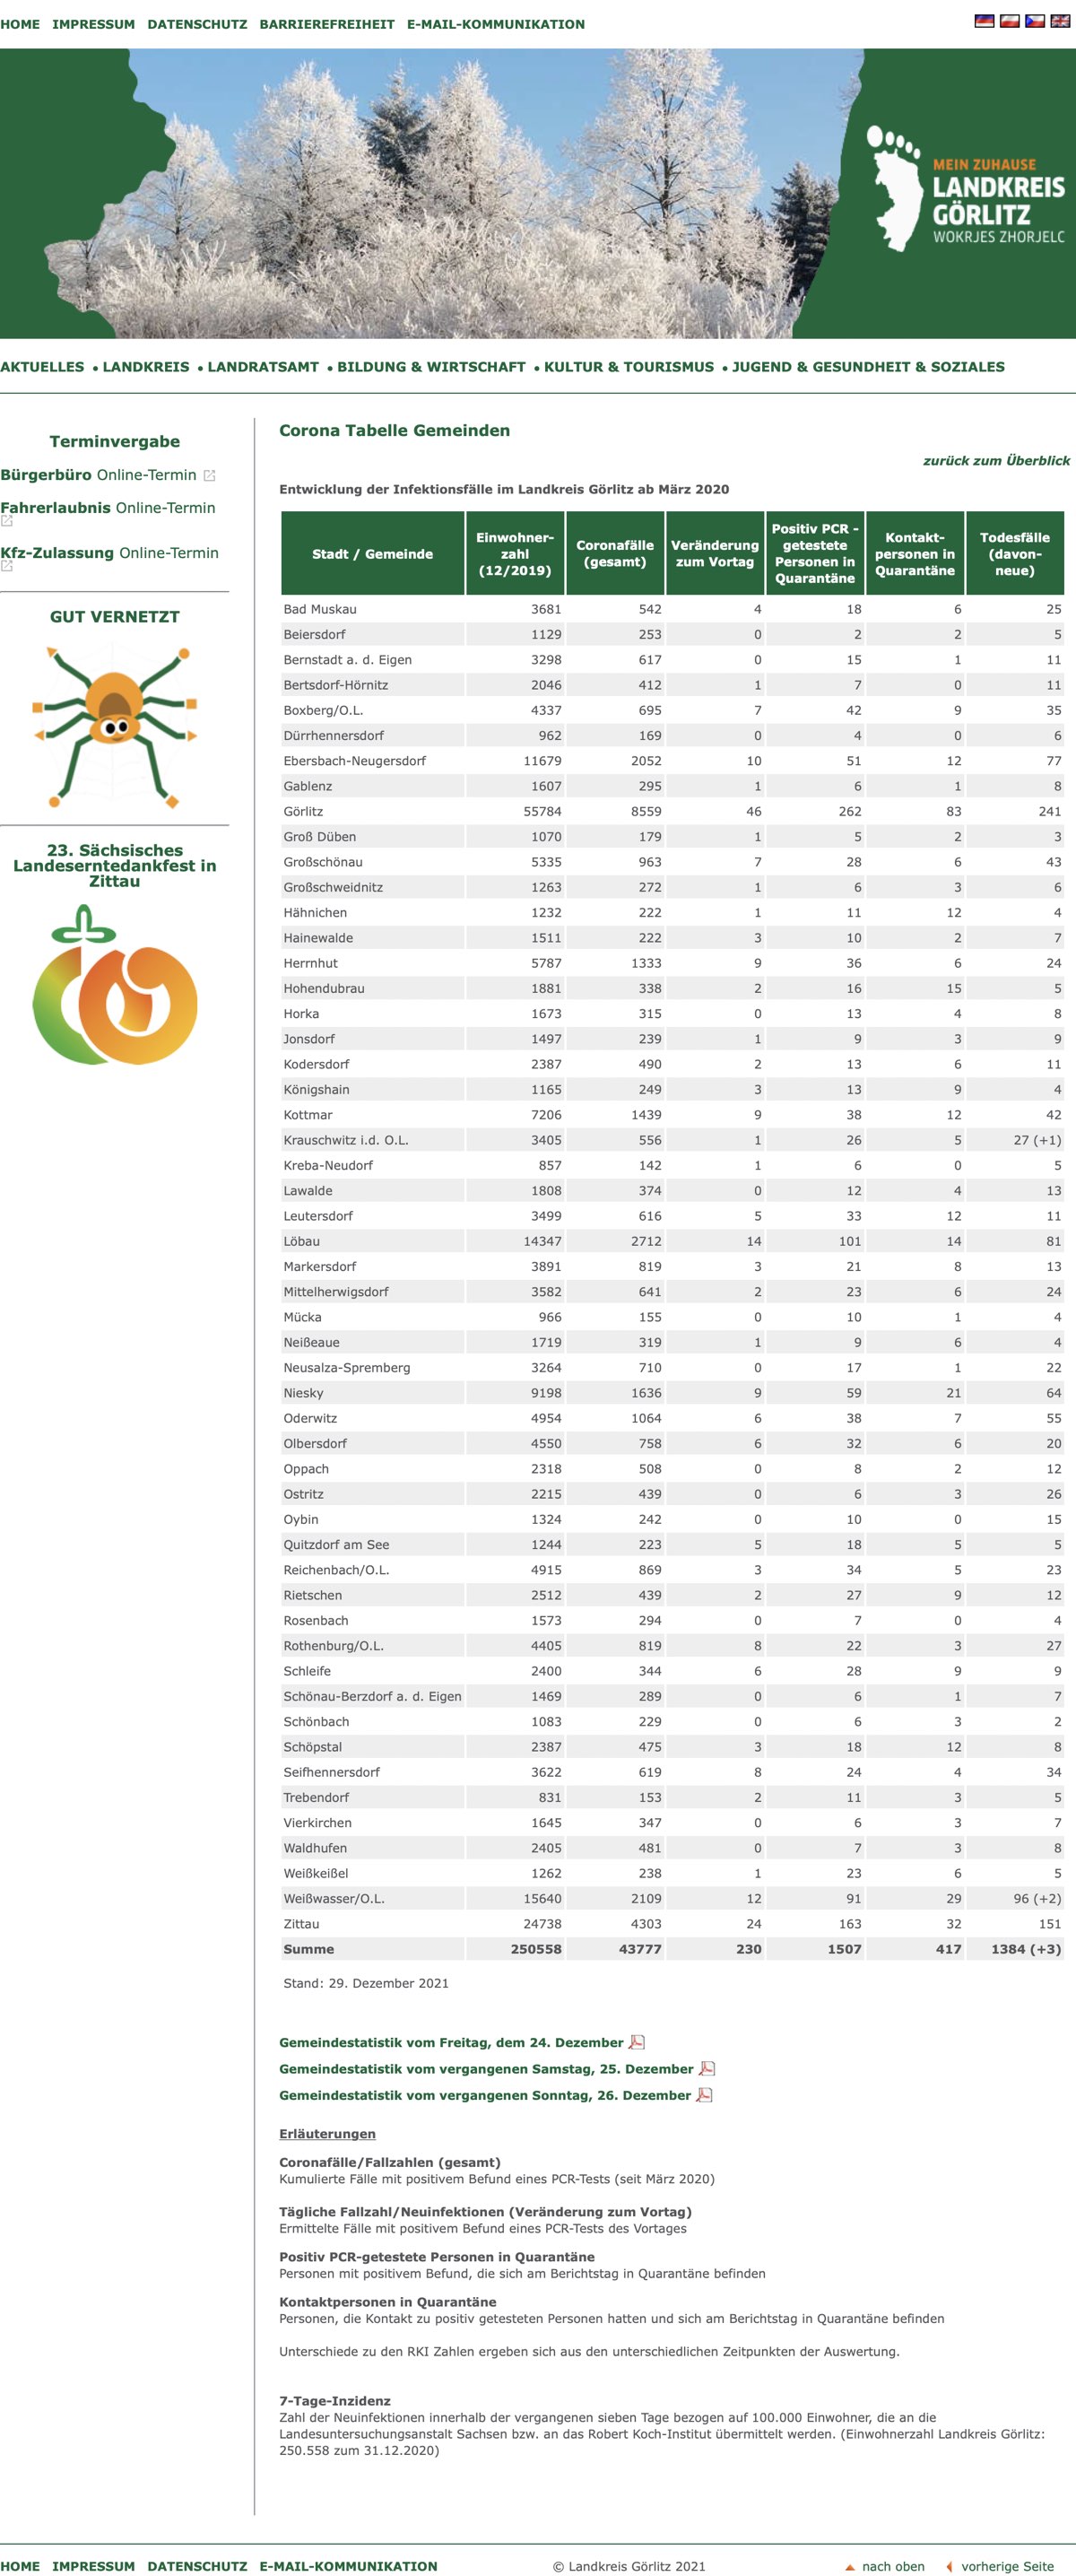 HOME IMPRESSUM DATENSCHUTZ BARRIEREFREIHEIT E-MAIL-KOMMUNIKATION
MEIN ZUHAUSE
LANDKREIS
GÖRLITZ
WOKRJES ZHORJELC
AKTUELLES • LANDKREIS • LANDRATSAMT • BILDUNG & WIRTSCHAFT • KULTUR & TOURISMUS • JUGEND & GESUNDHEIT & SOZIALES
Terminvergabe
Bürgerbüro Online-Termin
Fahrerlaubnis Online-Termin
Kfz-Zulassung Online-Termin
GUT VERNETZT
23. Sächsisches
Landeserntedankfest in
Zittau
Corona Tabelle Gemeinden
zurück zum Überblick
Entwicklung der Infektionsfälle im Landkreis Görlitz ab März 2020
Stadt / Gemeinde Einwohner-zahl (12/2019) Coronafälle (gesamt) Veränderung zum Vortag Positiv PCR - getestete Personen in Quarantäne Kontakt-personen in Quarantäne Todesfälle (davon-neue)
Bad Muskau 3681 542 4 18 6 25
Beiersdorf 1129 253 0 2 2 5
Bernstadt a. d. Eigen 3298 617 0 15 1 11
Bertsdorf-Hörnitz 2046 412 1 7 0 11
Boxberg/O.L. 4337 695 7 42 9 35
Dürrhennersdorf 962 169 0 4 0 6
Ebersbach-Neugersdorf 11679 2052 10 51 12 77
Gablenz 1607 295 1 6 1 8
Görlitz 55784 8559 46 262 83 241
Groß Düben 1070 179 1 5 2 3
Großschönau 5335 963 7 28 6 43
Großschweidnitz 1263 272 1 6 3 6
Hähnichen 1232 222 1 11 12 4
Hainewalde 1511 222 3 10 2 7
Herrnhut 5787 1333 9 36 6 24
Hohendubrau 1881 338 2 16 15 5
Horka 1673 315 0 13 4 8
Jonsdorf 1497 239 1 9 3 9
Kodersdorf 2387 490 2 13 6 11
Königshain 1165 249 3 13 9 4
Kottmar 7206 1439 9 38 12 42
Krauschwitz i.d. O.L. 3405 556 1 26 5 27 (+1)
Kreba-Neudorf 857 142 1 6 0 5
Lawalde 1808 374 0 12 4 13
Leutersdorf 3499 616 5 33 12 11
Löbau 14347 2712 14 101 14 81
Markersdorf 3891 819 3 21 8 13
Mittelherwigsdorf 3582 641 2 23 6 24
Mücka 966 155 0 10 1 4
Neißeaue 1719 319 1 9 6 4
Neusalza-Spremberg 3264 710 0 17 1 22
Niesky 9198 1636 9 59 21 64
Oderwitz 4954 1064 6 38 7 55
Olbersdorf 4550 758 6 32 6 20
Oppach 2318 508 0 8 2 12
Ostritz 2215 439 0 6 3 26
Oybin 1324 242 0 10 0 15
Quitzdorf am See 1244 223 5 18 5 5
Reichenbach/O.L. 4915 869 3 34 5 23
Rietschen 2512 439 2 27 9 12
Rosenbach 1573 294 0 7 0 4
Rothenburg/O.L. 4405 819 8 22 3 27
Schleife 2400 344 6 28 9 9
Schönau-Berzdorf a. d. Eigen 1469 289 0 6 1 7
Schönbach 1083 229 0 6 3 2
Schöpstal 2387 475 3 18 12 8
Seifhennersdorf 3622 619 8 24 4 34
Trebendorf 831 153 2 11 3 5
Vierkirchen 1645 347 0 6 3 7
Waldhufen 2405 481 0 7 3 8
Weißkeißel 1262 238 1 23 6 5
Weißwasser/O.L. 15640 2109 12 91 29 96 (+2)
Zittau 24738 4303 24 163 32 151
Summe 250558 43777 230 1507 417 1384 (+3)
Stand: 29. Dezember 2021
Gemeindestatistik vom Freitag, dem 24. Dezember
Gemeindestatistik vom vergangenen Samstag, 25. Dezember
Gemeindestatistik vom vergangenen Sonntag, 26. Dezember
Erläuterungen
Coronafälle/Fallzahlen (gesamt)
Kumulierte Fälle mit positivem Befund eines PCR-Tests (seit März 2020)
Tägliche Fallzahl/Neuinfektionen (Veränderung zum Vortag)
Ermittelte Fälle mit positivem Befund eines PCR-Tests des Vortages
Positiv PCR-getestete Personen in Quarantäne
Personen mit positivem Befund, die sich am Berichtstag in Quarantäne befinden
Kontaktpersonen in Quarantäne
Personen, die Kontakt zu positiv getesteten Personen hatten und sich am Berichtstag in Quarantäne befinden
Unterschiede zu den RKI Zahlen ergeben sich aus den unterschiedlichen Zeitpunkten der Auswertung.
7-Tage-Inzidenz
Zahl der Neuinfektionen innerhalb der vergangenen sieben Tage bezogen auf 100.000 Einwohner, die an die
Landesuntersuchungsanstalt Sachsen bzw. an das Robert Koch-Institut übermittelt werden. (Einwohnerzahl Landkreis Görlitz:
250.558 zum 31.12.2020)
HOME IMPRESSUM DATENSCHUTZ E-MAIL-KOMMUNIKATION © Landkreis Görlitz 2021 nach oben vorherige Seite